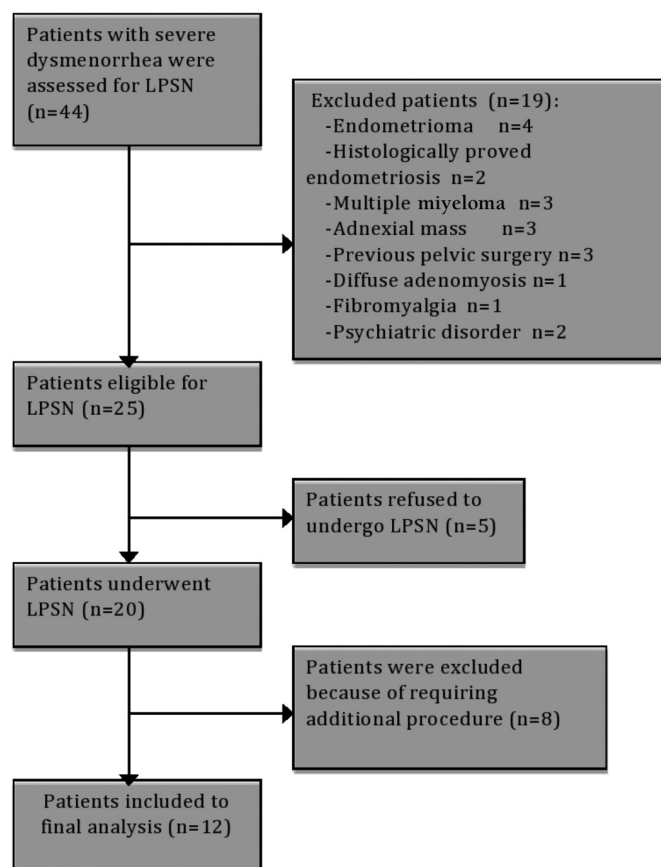 Patients with severe
dysmenorrhea were
assessed for LPSN
(n=44)
Excluded patients (n=19):
-Endometrioma n=4
-Histologically proved
endometriosis n=2
-Multiple miyeloma n=3
-Adnexial mass n=3
-Previous pelvic surgery n=3
-Diffuse adenomyosis n=1
-Fibromyalgia n=1
-Psychiatric disorder n=2
Patients eligible for
LPSN (n=25)
Patients refused to
undergo LPSN (n=5)
Patients underwent
LPSN (n=20)
Patients were excluded
because of requiring
additional procedure (n=8)
Patients included to
final analysis (n=12)